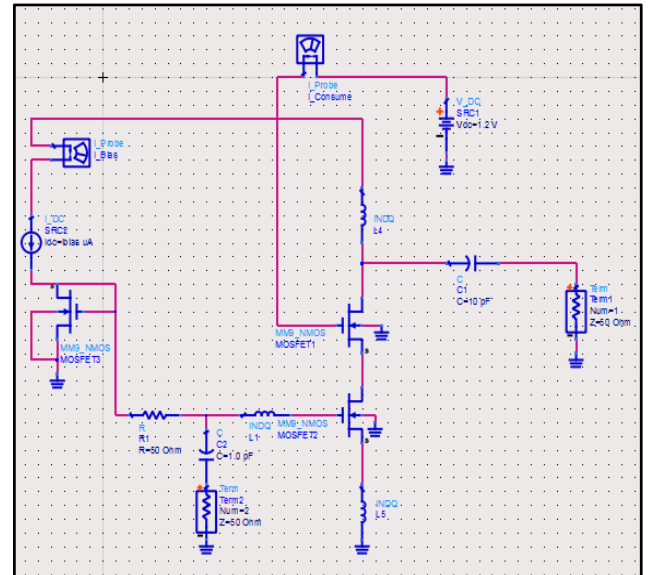 I_Probe
I_Consume
V_DC
SRC1
Vdc=1.2 V
I_Probe
I_Bias
I_DC
SRC2
Idc=Ibias uA
INDQ
L4
C
C1
C=10 pF
Term
Term1
Num=1
Z=50 Ohm
MM9_NMOS
MOSFET1
MM9_NMOS
MOSFET3
R
R1
R=50 Ohm
C
C2
C=1.0 pF
INDQ
L1
MM9_NMOS
MOSFET2
Term
Term2
Num=2
Z=50 Ohm
INDQ
L5